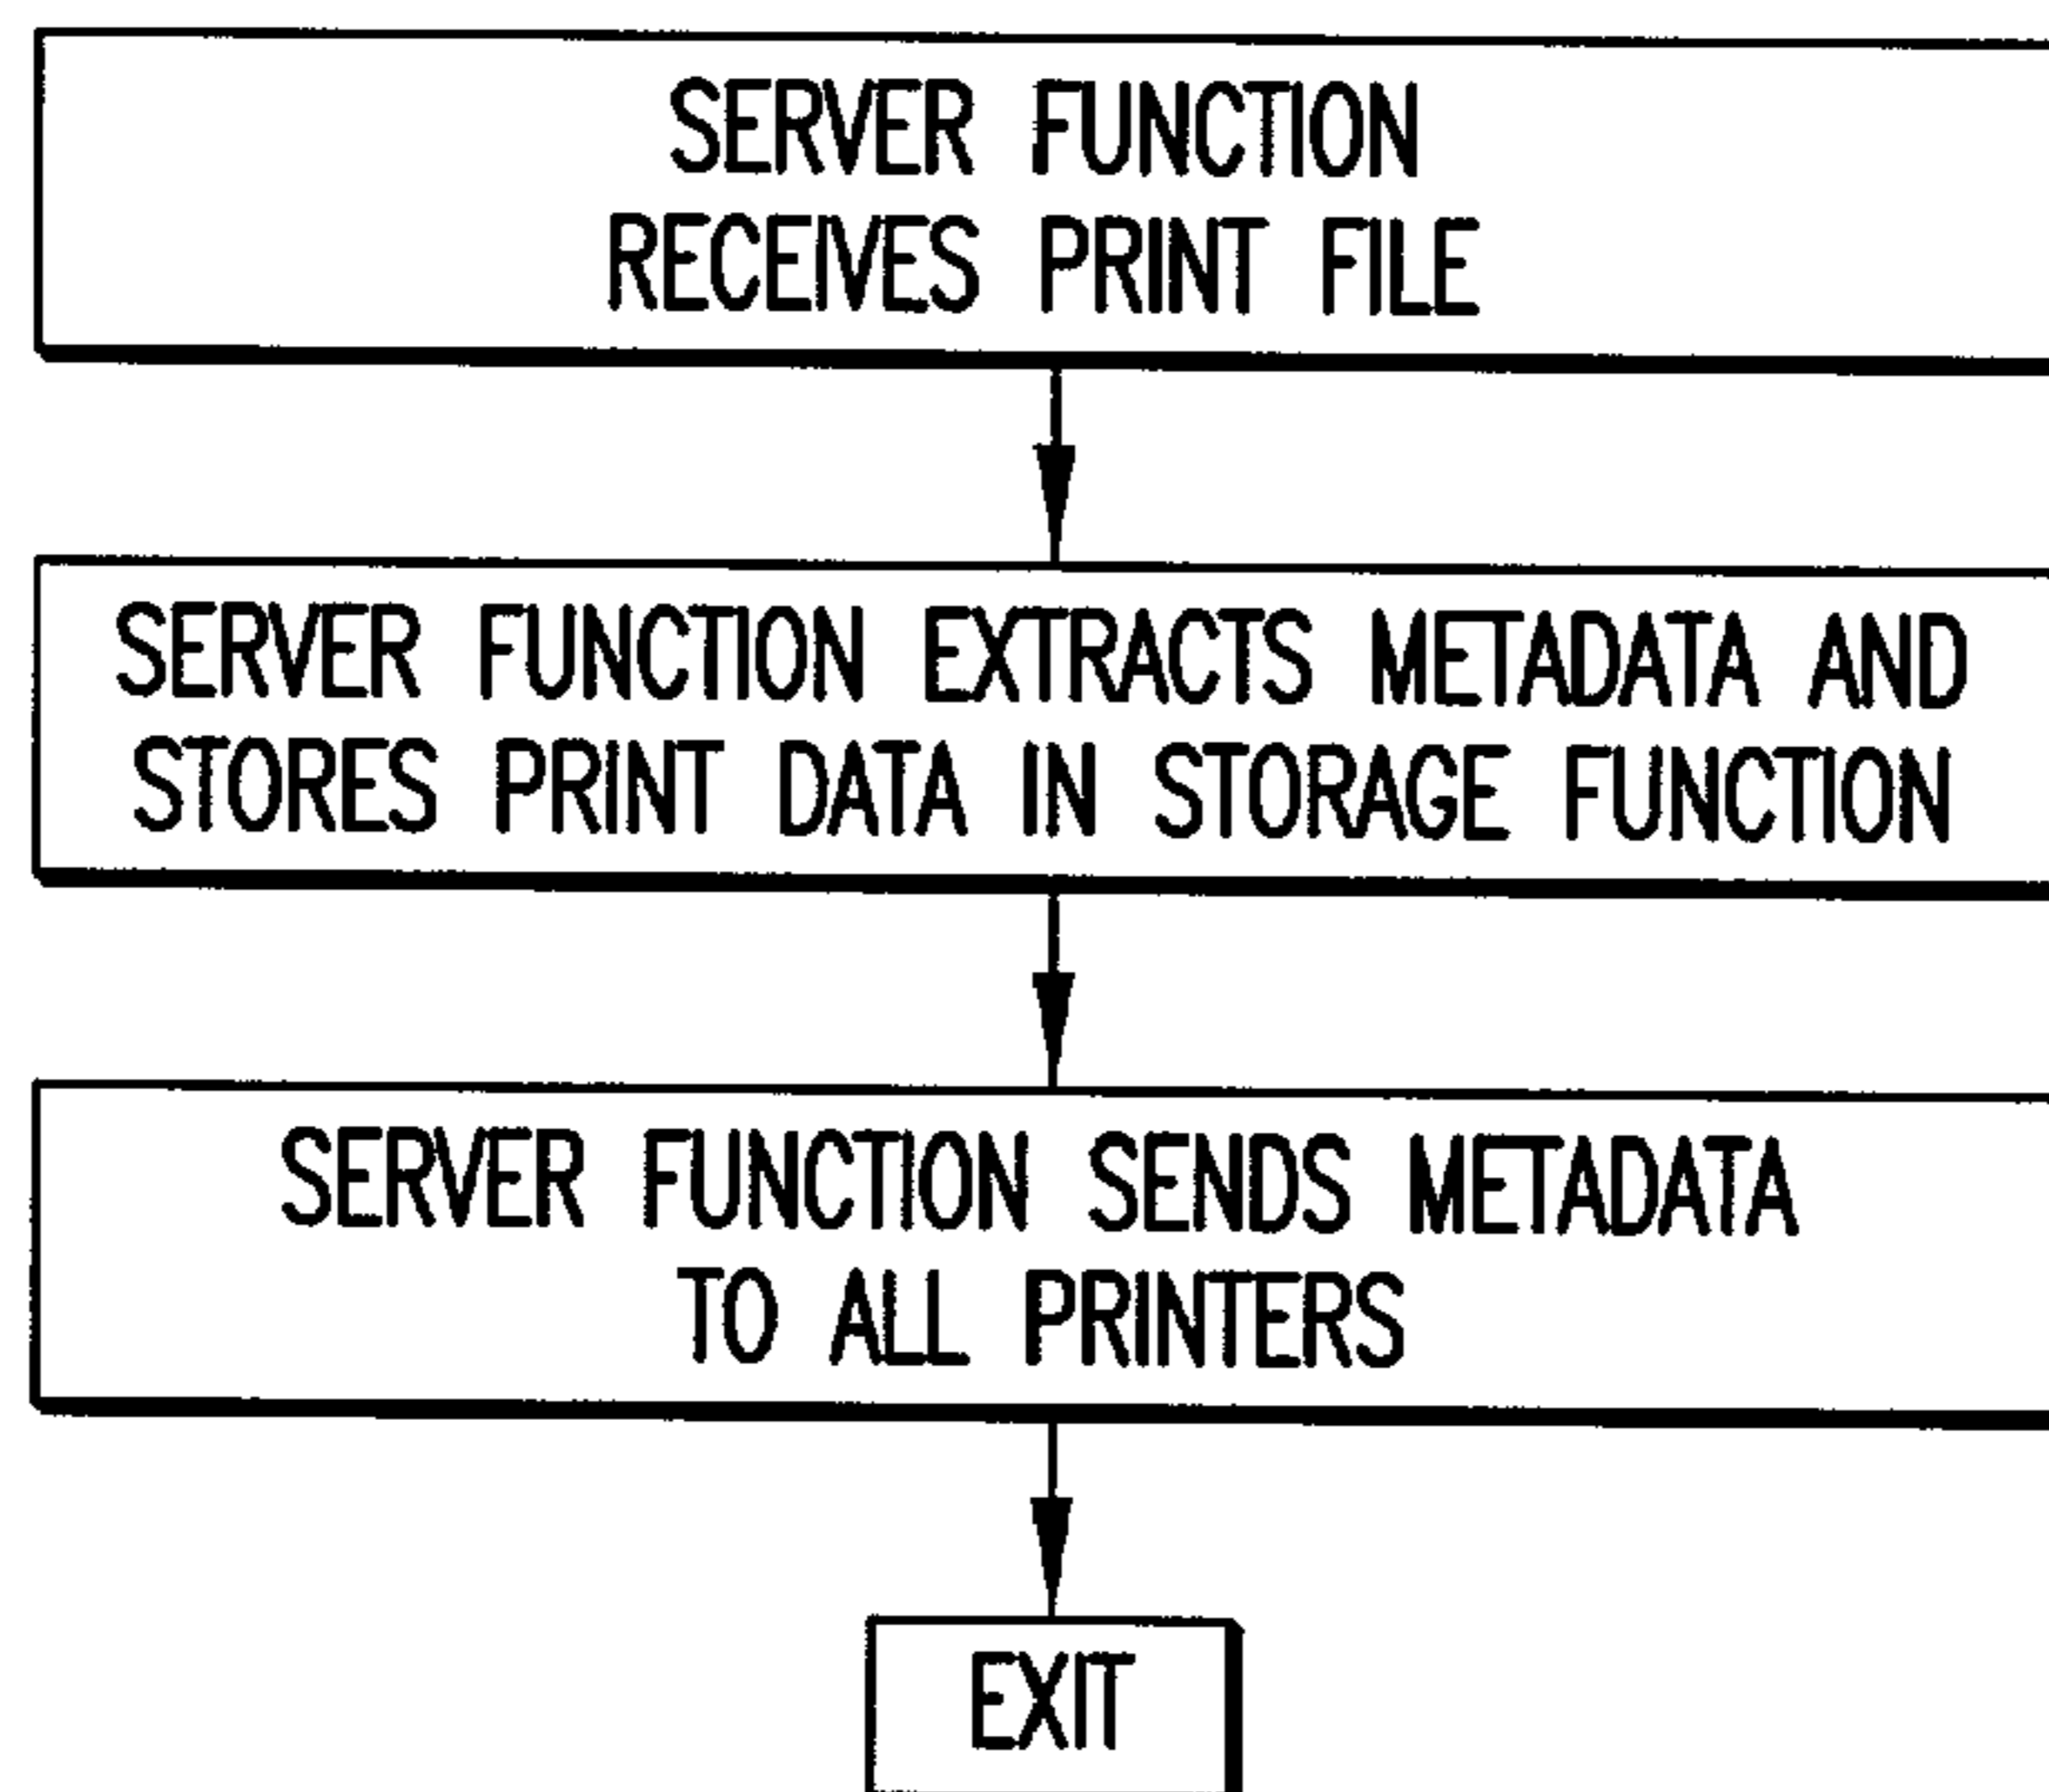 SERVER FUNCTION
RECEIVES PRINT FILE
SERVER FUNCTION EXTRACTS METADATA AND
STORES PRINT DATA IN STORAGE FUNCTION
SERVER FUNCTION SENDS METADATA
TO ALL PRINTERS
EXIT